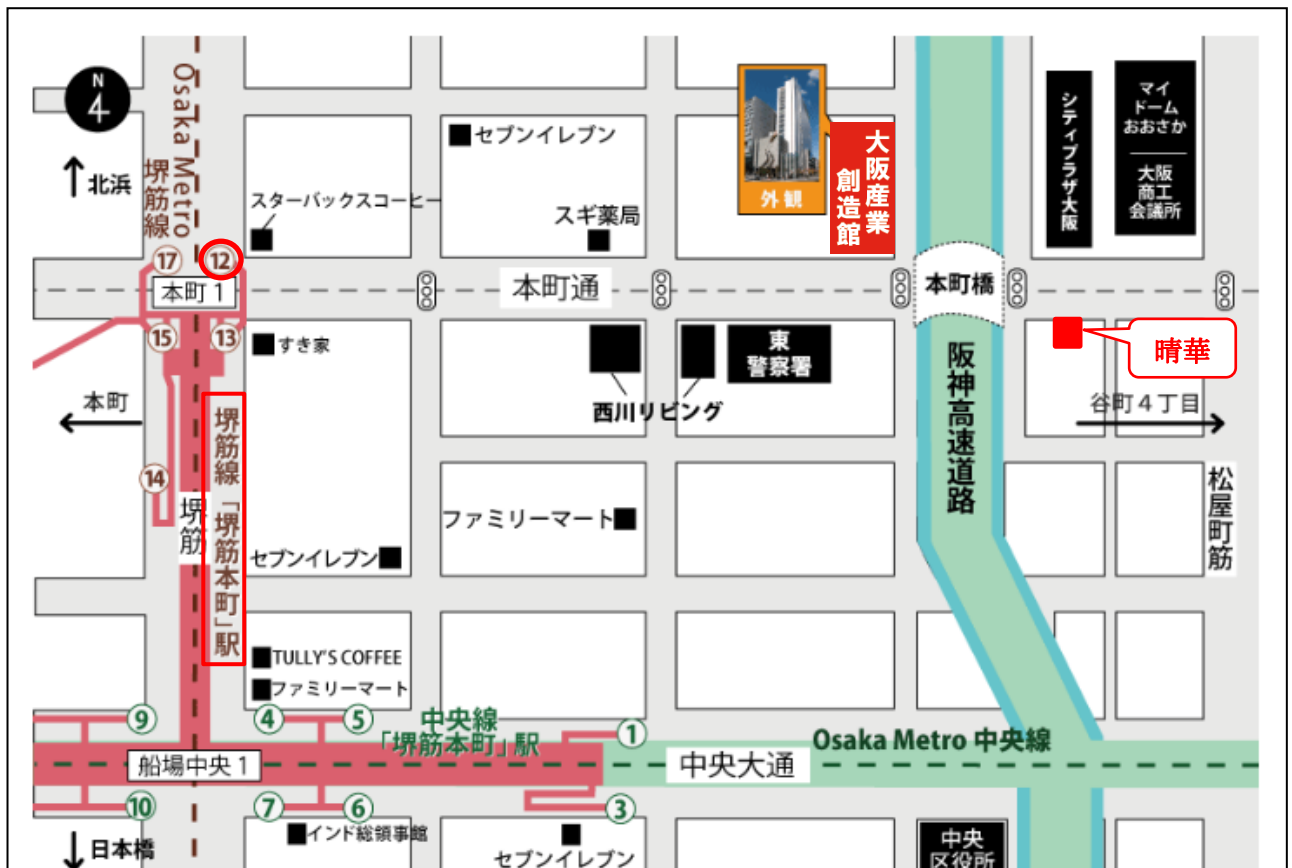 N
4
北浜
Osaka Metro
堺筋線
スターバックスコーヒー
セブンイレブン
スギ薬局
外観
大阪産業
創造館
シティプラザ大阪
マイ
ドーム
おおさか
大阪
商工
会議所
17
12
本町1
本町通
本町橋
15
13
すき家
東
警察署
西川リビング
晴華
本町
谷町4丁目
阪神高速道路
松屋町筋
堺筋線「堺筋本町」駅
14
堺筋
ファミリーマート
セブンイレブン
TULLY'S COFFEE
ファミリーマート
9
4
5
中央線
「堺筋本町」駅
1
Osaka Metro 中央線
船場中央1
中央大通
10
7
6
3
日本橋
インド総領事館
セブンイレブン
中央
区役所